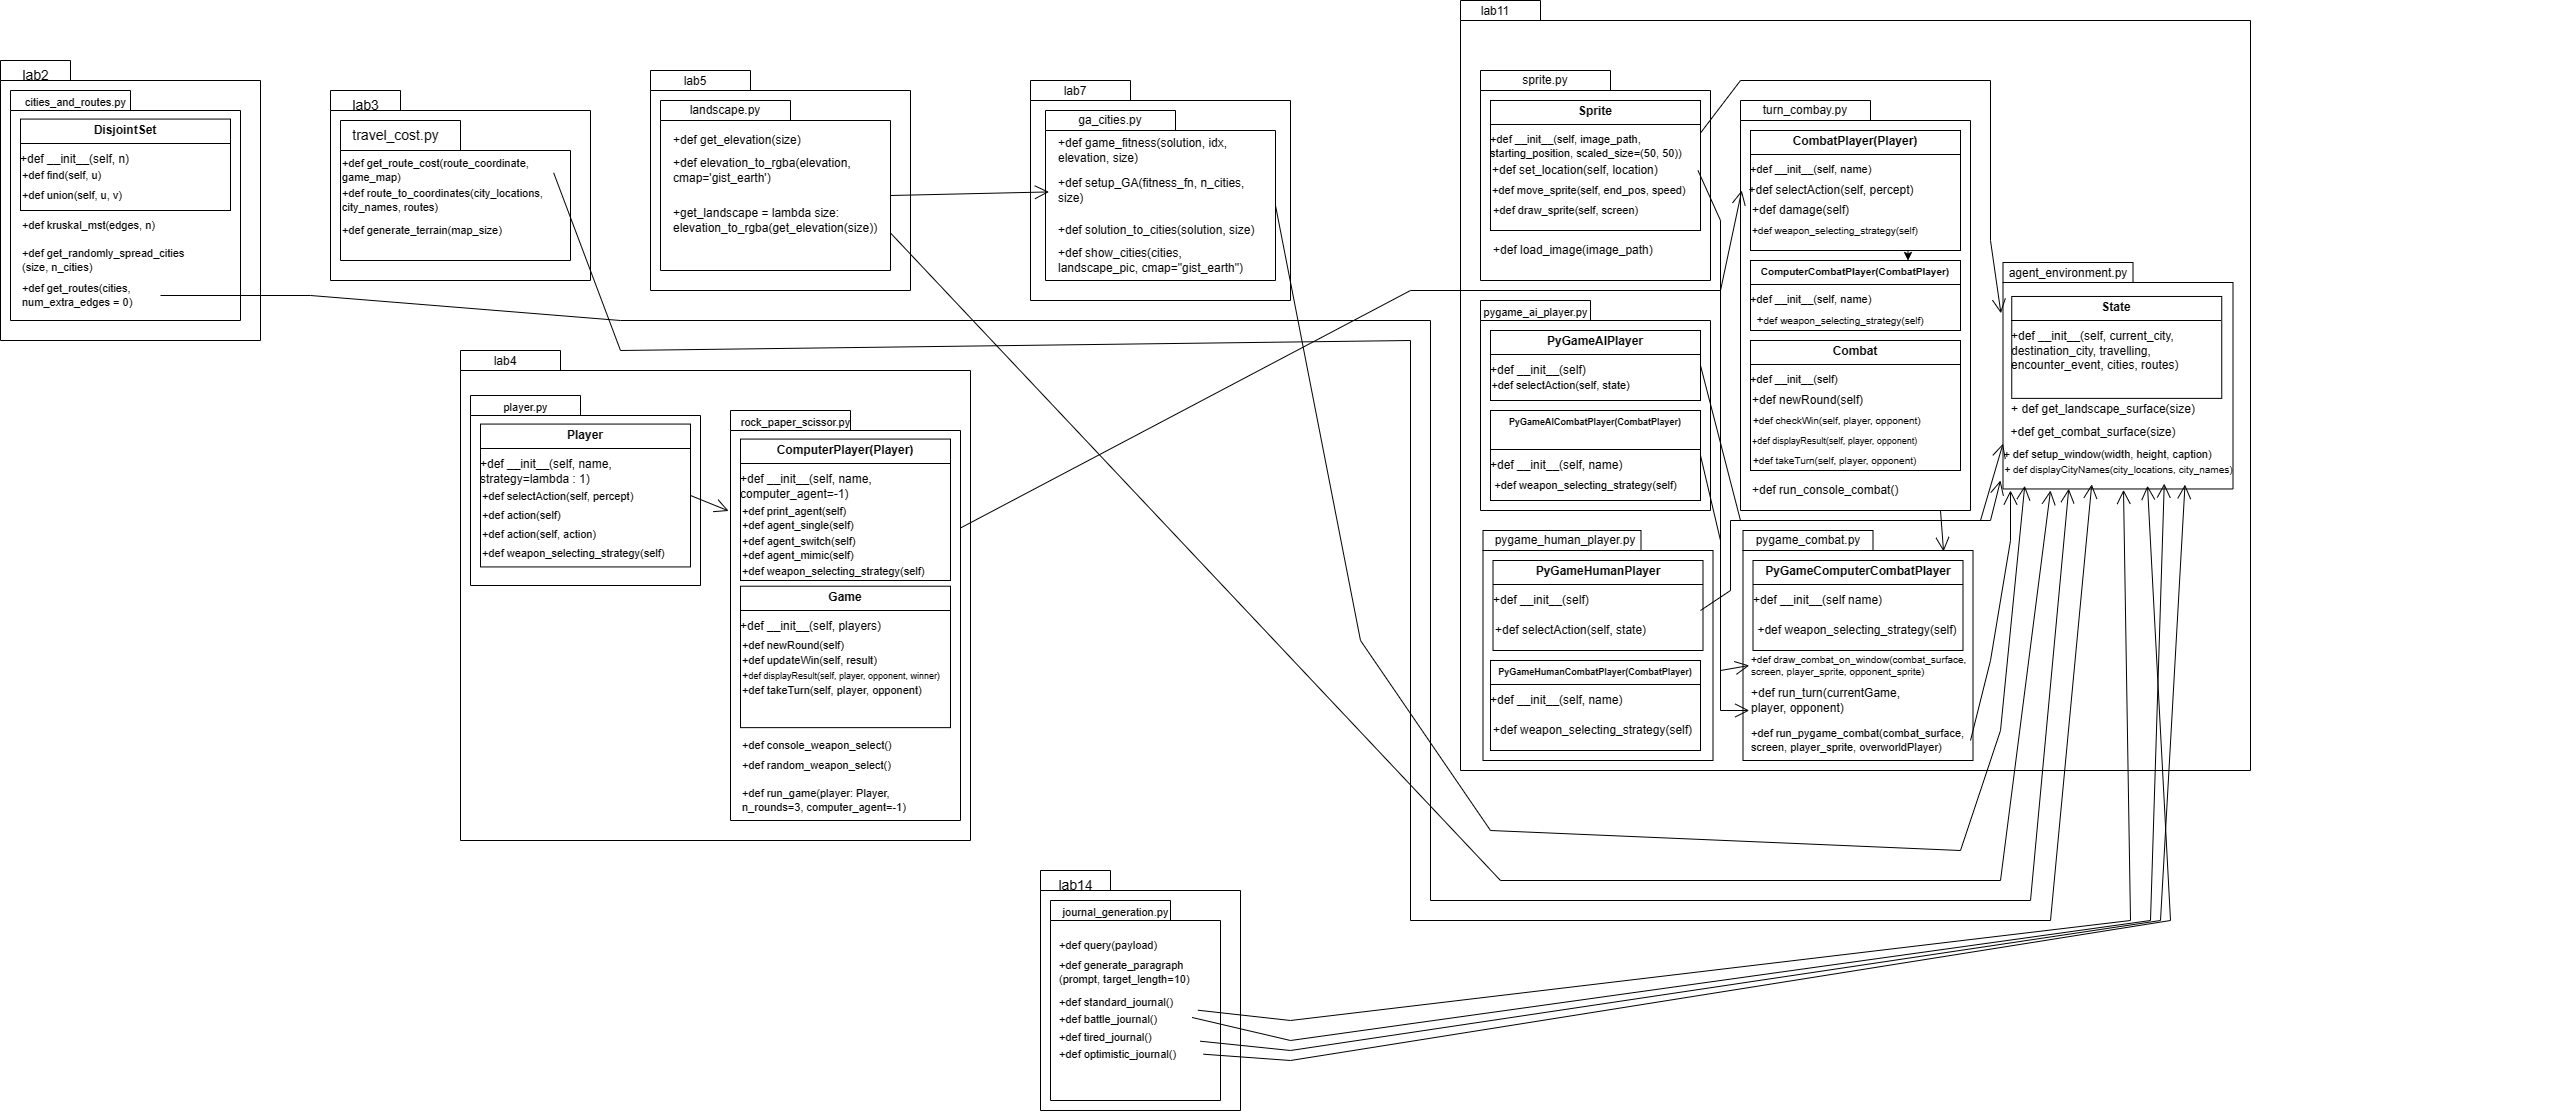 lab2
cities_and_routes.py
DisjointSet
+def __init__(self, n)
+def find(self, u)
+def union(self, u, v)
+def kruskal_mst(edges, n)
+def get_randomly_spread_cities
(size, n_cities)
+def get_routes(cities,
num_extra_edges = 0)
lab3
travel_cost.py
+def get_route_cost(route_coordinate,
game_map)
+def route_to_coordinates(city_locations,
city_names, routes)
+def generate_terrain(map_size)
lab5
landscape.py
+def get_elevation(size)
+def elevation_to_rgba(elevation,
cmap='gist_earth')
+get_landscape = lambda size:
elevation_to_rgba(get_elevation(size))
lab7
ga_cities.py
+def game_fitness(solution, idx,
elevation, size)
+def setup_GA(fitness_fn, n_cities,
size)
+def solution_to_cities(solution, size)
+def show_cities(cities,
landscape_pic, cmap="gist_earth")
lab4
player.py
Player
+def __init__(self, name,
strategy=lambda : 1)
+def selectAction(self, percept)
+def action(self)
+def action(self, action)
+def weapon_selecting_strategy(self)
rock_paper_scissor.py
ComputerPlayer(Player)
+def __init__(self, name,
computer_agent=-1)
+def print_agent(self)
+def agent_single(self)
+def agent_switch(self)
+def agent_mimic(self)
+def weapon_selecting_strategy(self)
Game
+def __init__(self, players)
+def newRound(self)
+def updateWin(self, result)
+def displayResult(self, player, opponent, winner)
+def takeTurn(self, player, opponent)
+def console_weapon_select()
+def random_weapon_select()
+def run_game(player: Player,
n_rounds=3, computer_agent=-1)
lab11
sprite.py
Sprite
+def __init__(self, image_path,
starting_position, scaled_size=(50, 50))
+def set_location(self, location)
+def move_sprite(self, end_pos, speed)
+def draw_sprite(self, screen)
+def load_image(image_path)
pygame_ai_player.py
PyGameAIPlayer
+def __init__(self)
+def selectAction(self, state)
PyGameAICombatPlayer(CombatPlayer)
+def __init__(self, name)
+def weapon_selecting_strategy(self)
pygame_human_player.py
PyGameHumanPlayer
+def __init__(self)
+def selectAction(self, state)
PyGameHumanCombatPlayer(CombatPlayer)
+def __init__(self, name)
+def weapon_selecting_strategy(self)
turn_combay.py
CombatPlayer(Player)
+def __init__(self, name)
+def selectAction(self, percept)
+def damage(self)
+def weapon_selecting_strategy(self)
ComputerCombatPlayer(CombatPlayer)
+def __init__(self, name)
+def weapon_selecting_strategy(self)
Combat
+def __init__(self)
+def newRound(self)
+def checkWin(self, player, opponent)
+def displayResult(self, player, opponent)
+def takeTurn(self, player, opponent)
+def run_console_combat()
pygame_combat.py
PyGameComputerCombatPlayer
+def __init__(self name)
+def weapon_selecting_strategy(self)
+def draw_combat_on_window(combat_surface,
screen, player_sprite, opponent_sprite)
+def run_turn(currentGame,
player, opponent)
+def run_pygame_combat(combat_surface,
screen, player_sprite, overworldPlayer)
agent_environment.py
State
+def __init__(self, current_city,
destination_city, travelling,
encounter_event, cities, routes)
+ def get_landscape_surface(size)
+def get_combat_surface(size)
+ def setup_window(width, height, caption)
+ def displayCityNames(city_locations, city_names)
lab14
journal_generation.py
+def query(payload)
+def generate_paragraph
(prompt, target_length=10)
+def standard_journal()
+def battle_journal()
+def tired_journal()
+def optimistic_journal()